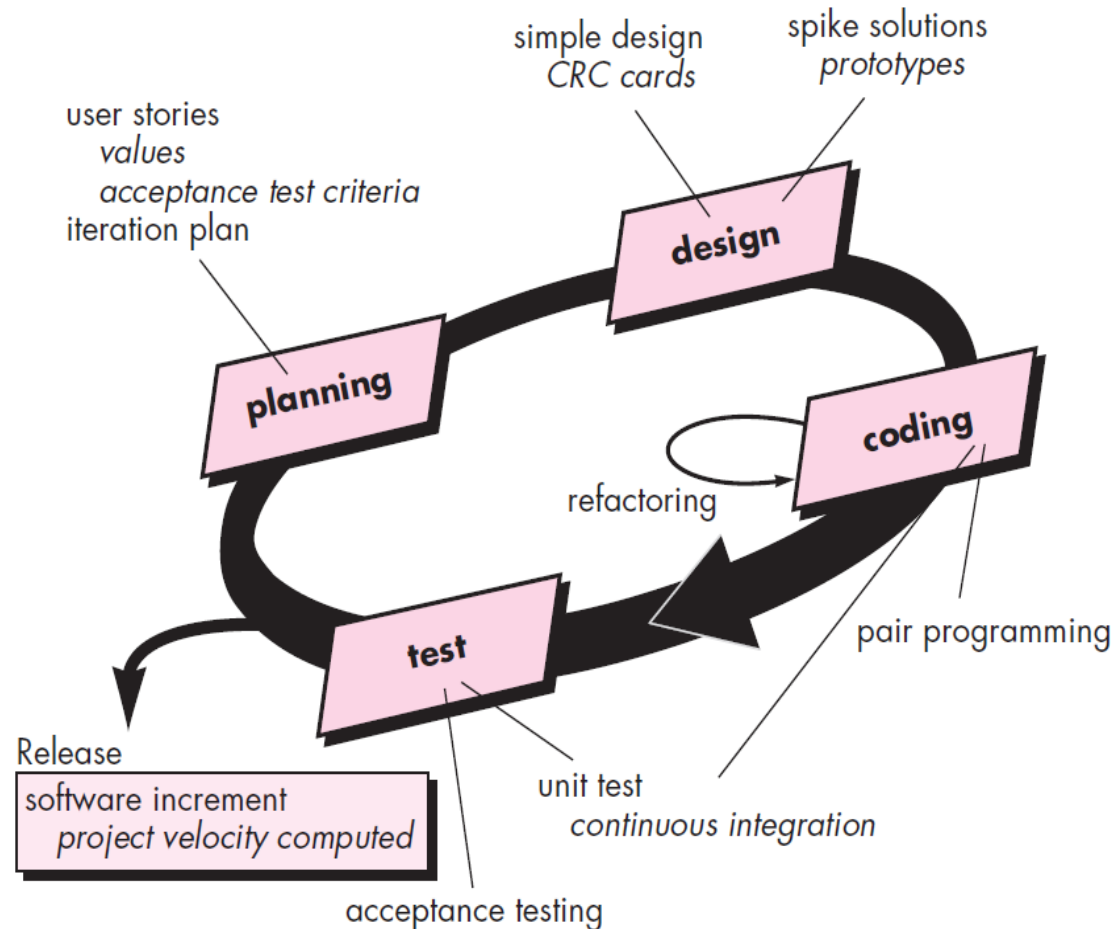 simple design
CRC cards
spike solutions
prototypes
user stories
values
acceptance test criteria
iteration plan
design
planning
coding
refactoring
test
pair programming
Release
software increment
project velocity computed
unit test
continuous integration
acceptance testing